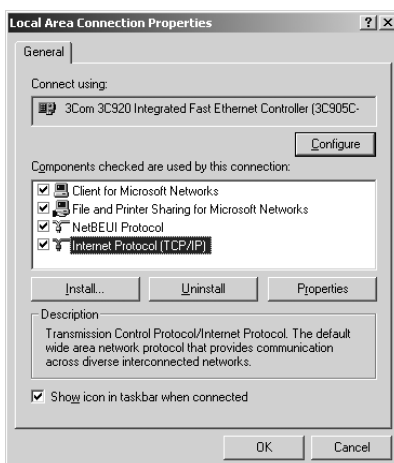 Local Area Connection Properties
General
Connect using:
3Com 3C920 Integrated Fast Ethernet Controller (3C905C-
Configure
Components checked are used by this connection:
Client for Microsoft Networks
File and Printer Sharing for Microsoft Networks
NetBEUI Protocol
Internet Protocol (TCP/IP)
Install...
Uninstall
Properties
Description
Transmission Control Protocol/Internet Protocol. The default
wide area network protocol that provides communication
across diverse interconnected networks.
Show icon in taskbar when connected
OK
Cancel